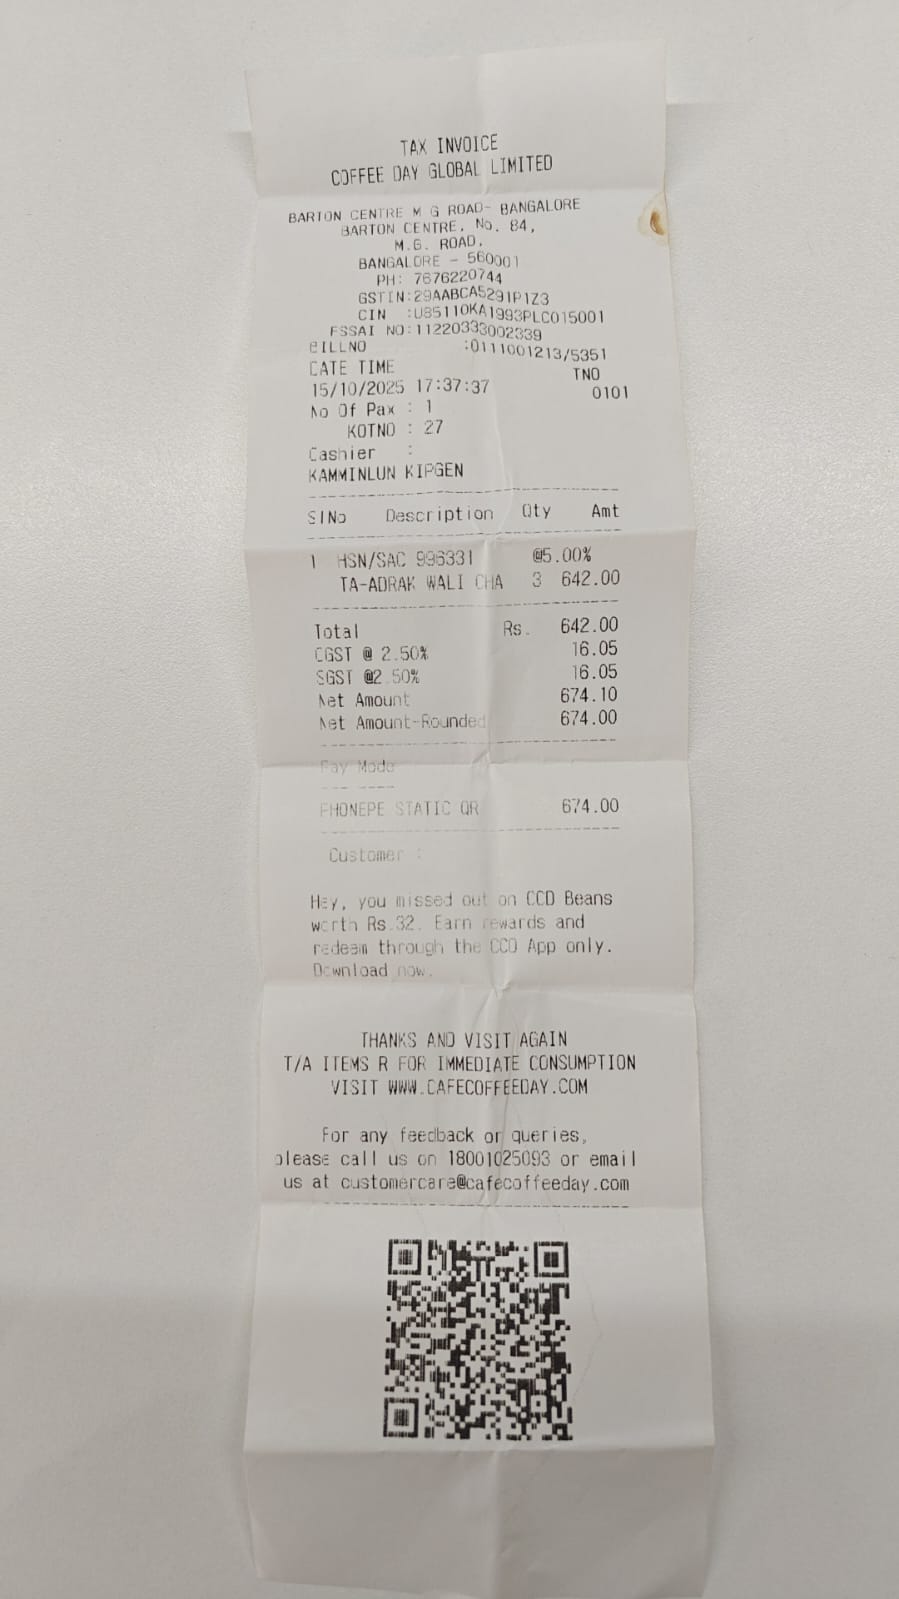 TAX INVOICE
COFFEE DAY GLOBAL LIMITED
BARTON CENTRE M G ROAD- BANGALORE
BARTON CENTRE, No. 84,
M.G. ROAD,
BANGALORE - 560001
PH: 7676220744
GSTIN:29AABCA5291P1Z3
CIN :U85110KA1993PLC015001
FSSAI NO:11220333002339
BILLNO :0111001213/5351
DATE TIME TNO
15/10/2025 17:37:37 0101
No Of Pax : 1
KOTNO : 27
Cashier :
KAMMINLUN KIPGEN
SlNo Description Qty Amt
1 HSN/SAC 996331 @5.00%
TA-ADRAK WALI CHA 3 642.00
Total Rs. 642.00
CGST @ 2.50% 16.05
SGST @2.50% 16.05
Net Amount 674.10
Net Amount-Rounded 674.00
Pay Mode
PHONEPE STATIC QR 674.00
Customer :
Hey, you missed out on CCD Beans
worth Rs.32. Earn rewards and
redeem through the CCD App only.
Download now.
THANKS AND VISIT AGAIN
T/A ITEMS R FOR IMMEDIATE CONSUMPTION
VISIT WWW.CAFECOFFEEDAY.COM
For any feedback or queries,
please call us on 18001025093 or email
us at customercare@cafecoffeeday.com